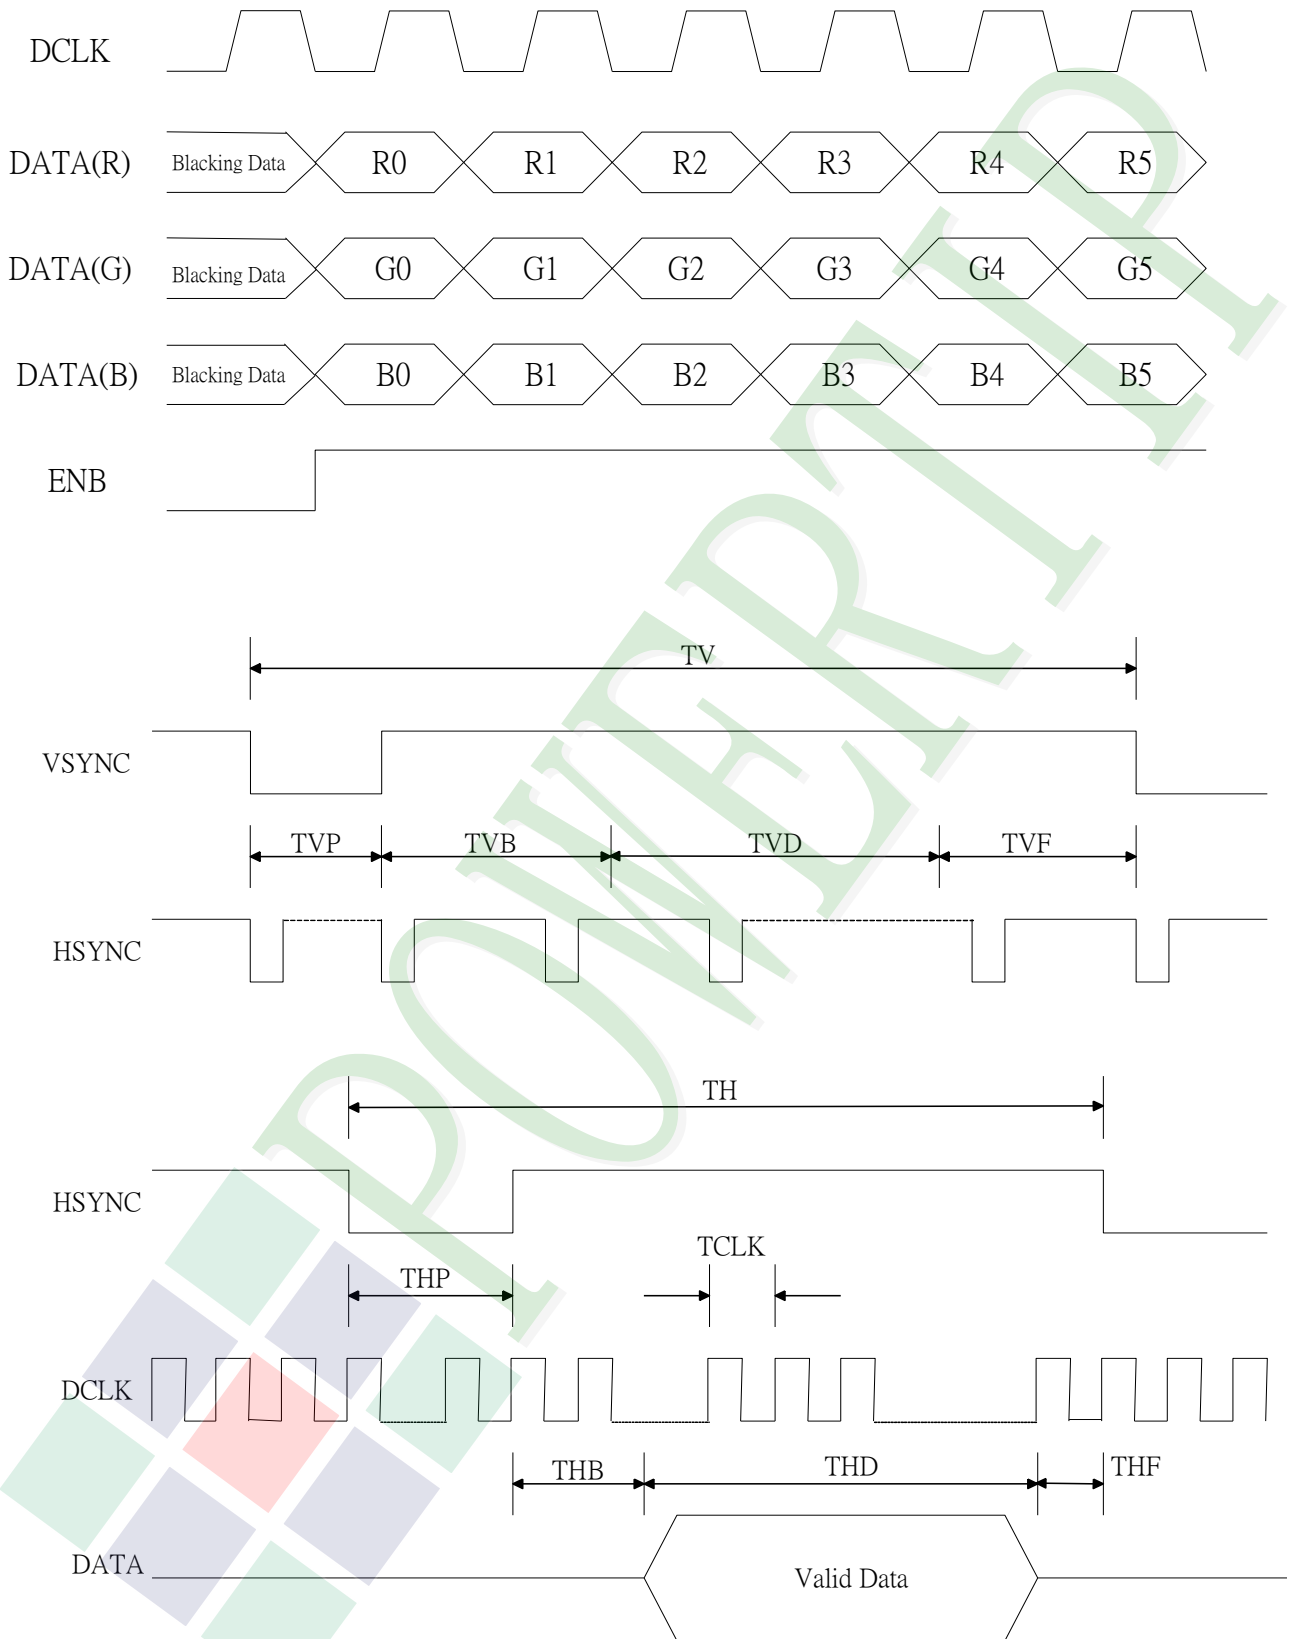 DCLK
DATA(R) Blacking Data R0 R1 R2 R3 R4 R5
DATA(G) Blacking Data G0 G1 G2 G3 G4 G5
DATA(B) Blacking Data B0 B1 B2 B3 B4 B5
ENB
TV
VSYNC
TVP TVB TVD TVF
HSYNC
TH
HSYNC
TCLK
THP
DCLK
THB THD THF
DATA Valid Data
POWERTIP